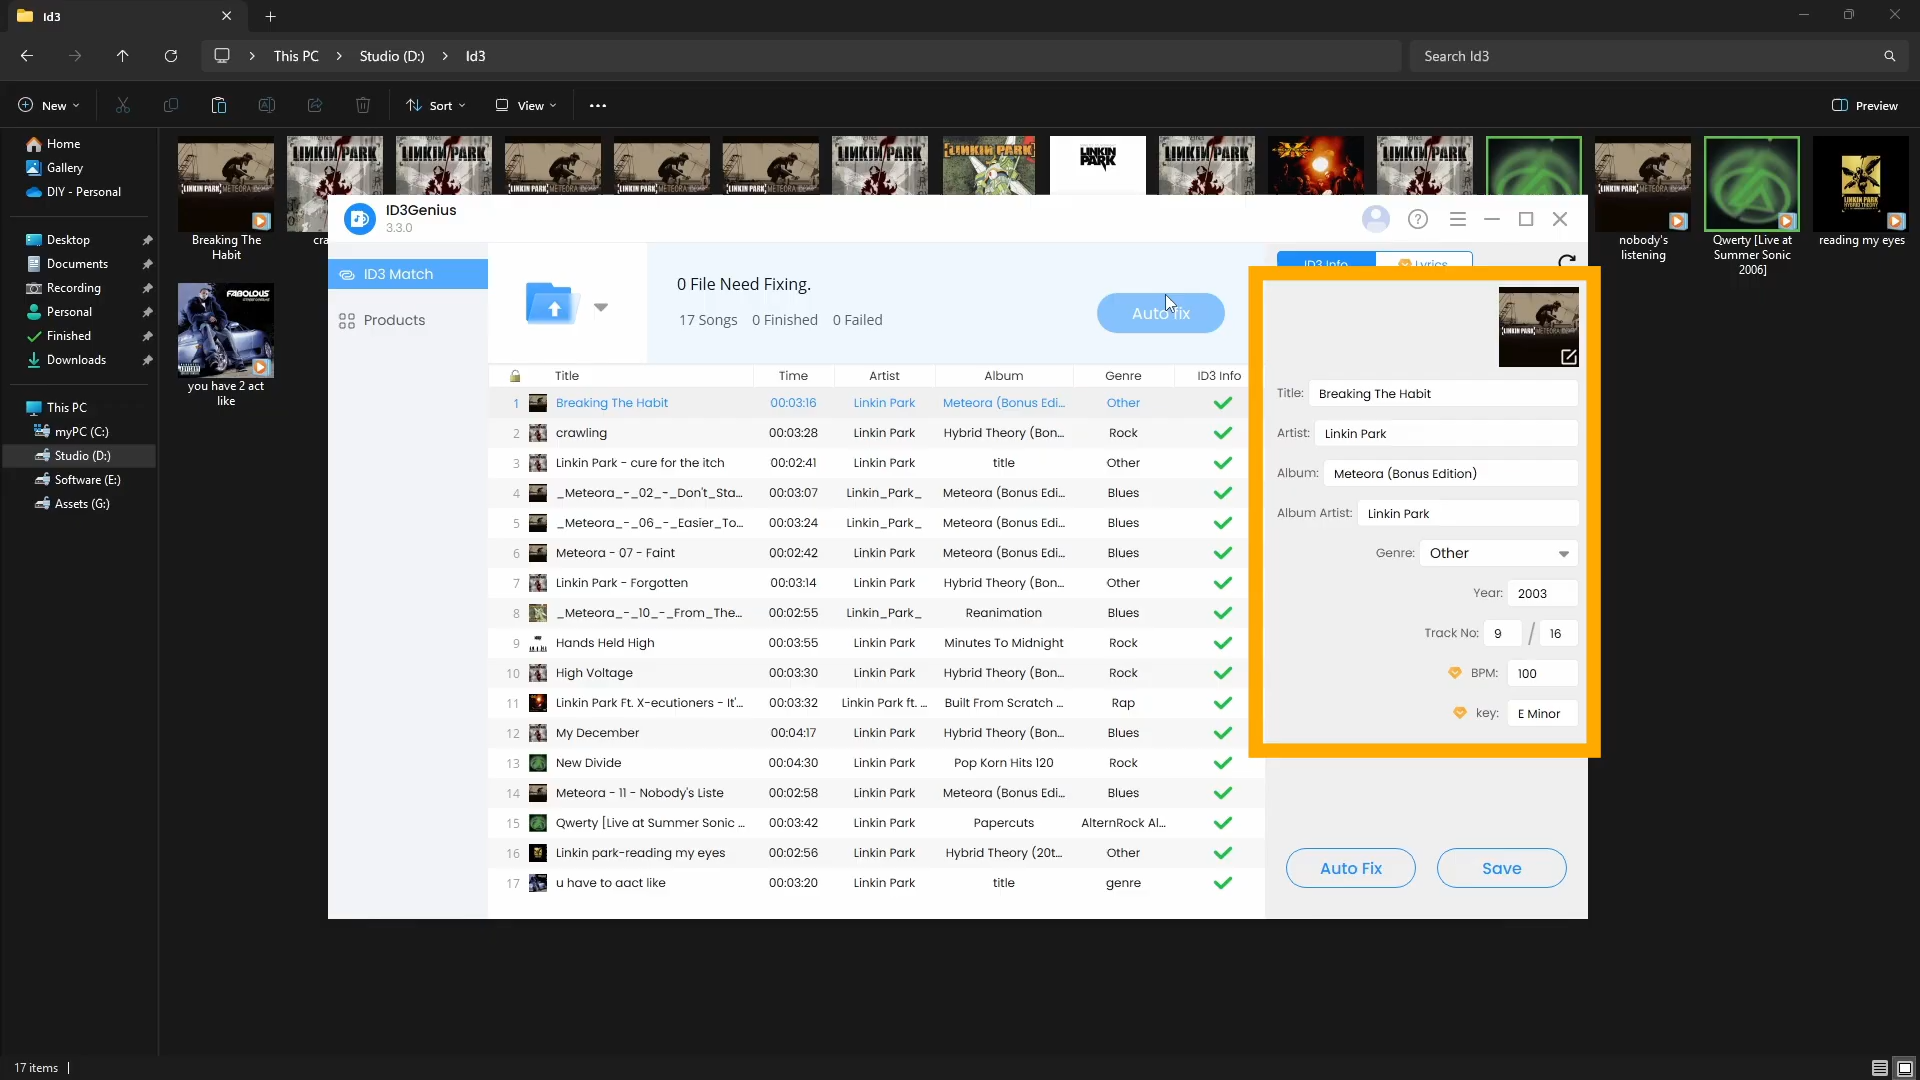 Id3
This PC
Studio (D:)
Id3
Search Id3
New
Sort
View
Preview
Home
Gallery
DIY - Personal
Desktop
Documents
Recording
Personal
Finished
Downloads
This PC
myPC (C:)
Studio (D:)
Software (E:)
Assets (G:)
LINKIN PARK
Breaking The
Habit
cra
nobody's
listening
Qwerty [Live at
Summer Sonic
2006]
reading my eyes
FABOLOUS
you have 2 act
like
ID3Genius
3.3.0
ID3 Match
Products
0 File Need Fixing.
17 Songs 0 Finished 0 Failed
Auto fix
ID3 Info Lyrics
Title Time Artist Album Genre ID3 Info
1 Breaking The Habit 00:03:16 Linkin Park Meteora (Bonus Edi... Other
2 crawling 00:03:28 Linkin Park Hybrid Theory (Bon... Rock
3 Linkin Park - cure for the itch 00:02:41 Linkin Park title Other
4 _Meteora_-_02_-_Don't_Sta... 00:03:07 Linkin_Park_ Meteora (Bonus Edi... Blues
5 _Meteora_-_06_-_Easier_To... 00:03:24 Linkin_Park_ Meteora (Bonus Edi... Blues
6 Meteora - 07 - Faint 00:02:42 Linkin Park Meteora (Bonus Edi... Blues
7 Linkin Park - Forgotten 00:03:14 Linkin Park Hybrid Theory (Bon... Other
8 _Meteora_-_10_-_From_The... 00:02:55 Linkin_Park_ Reanimation Blues
9 Hands Held High 00:03:55 Linkin Park Minutes To Midnight Rock
10 High Voltage 00:03:30 Linkin Park Hybrid Theory (Bon... Rock
11 Linkin Park Ft. X-ecutioners - It'... 00:03:32 Linkin Park ft. ... Built From Scratch ... Rap
12 My December 00:04:17 Linkin Park Hybrid Theory (Bon... Blues
13 New Divide 00:04:30 Linkin Park Pop Korn Hits 120 Rock
14 Meteora - 11 - Nobody's Liste 00:02:58 Linkin Park Meteora (Bonus Edi... Blues
15 Qwerty [Live at Summer Sonic ... 00:03:42 Linkin Park Papercuts AlternRock Al...
16 Linkin park-reading my eyes 00:02:56 Linkin Park Hybrid Theory (20t... Other
17 u have to aact like 00:03:20 Linkin Park title genre
Title: Breaking The Habit
Artist: Linkin Park
Album: Meteora (Bonus Edition)
Album Artist: Linkin Park
Genre: Other
Year: 2003
Track No: 9 / 16
BPM: 100
key: E Minor
Auto Fix
Save
17 items